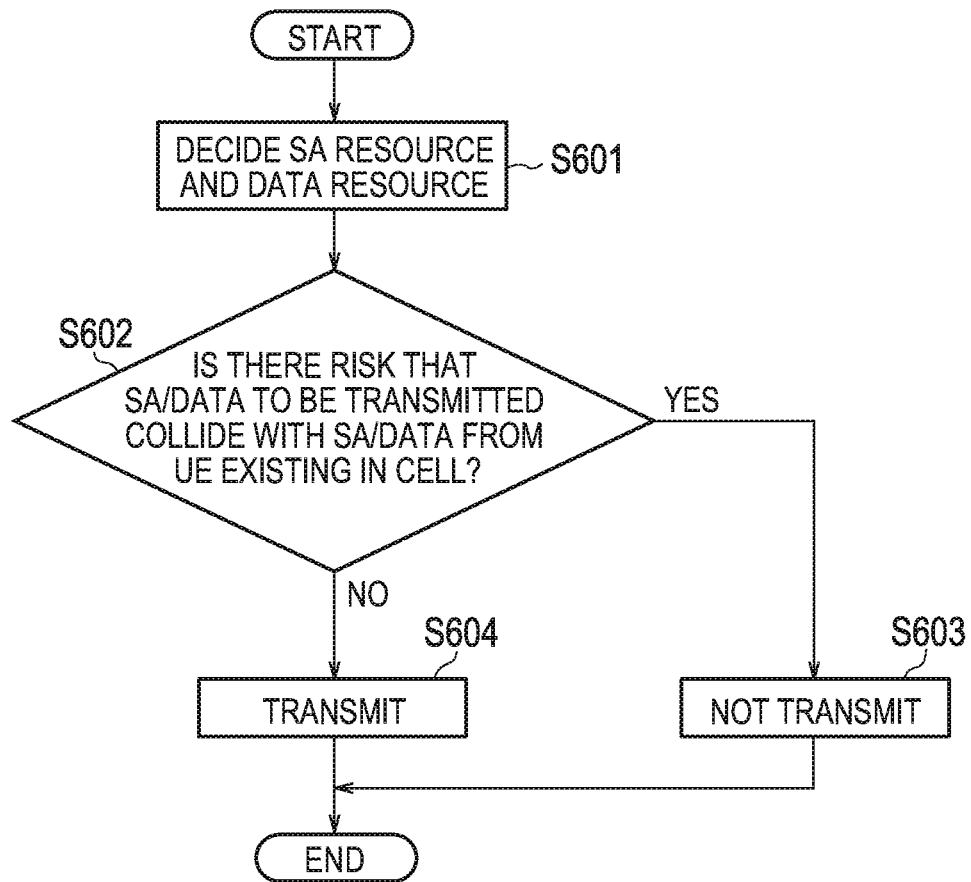 START
DECIDE SA RESOURCE
AND DATA RESOURCE
S601
S602
IS THERE RISK THAT
SA/DATA TO BE TRANSMITTED
COLLIDE WITH SA/DATA FROM
UE EXISTING IN CELL?
YES
NO
S604
TRANSMIT
S603
NOT TRANSMIT
END